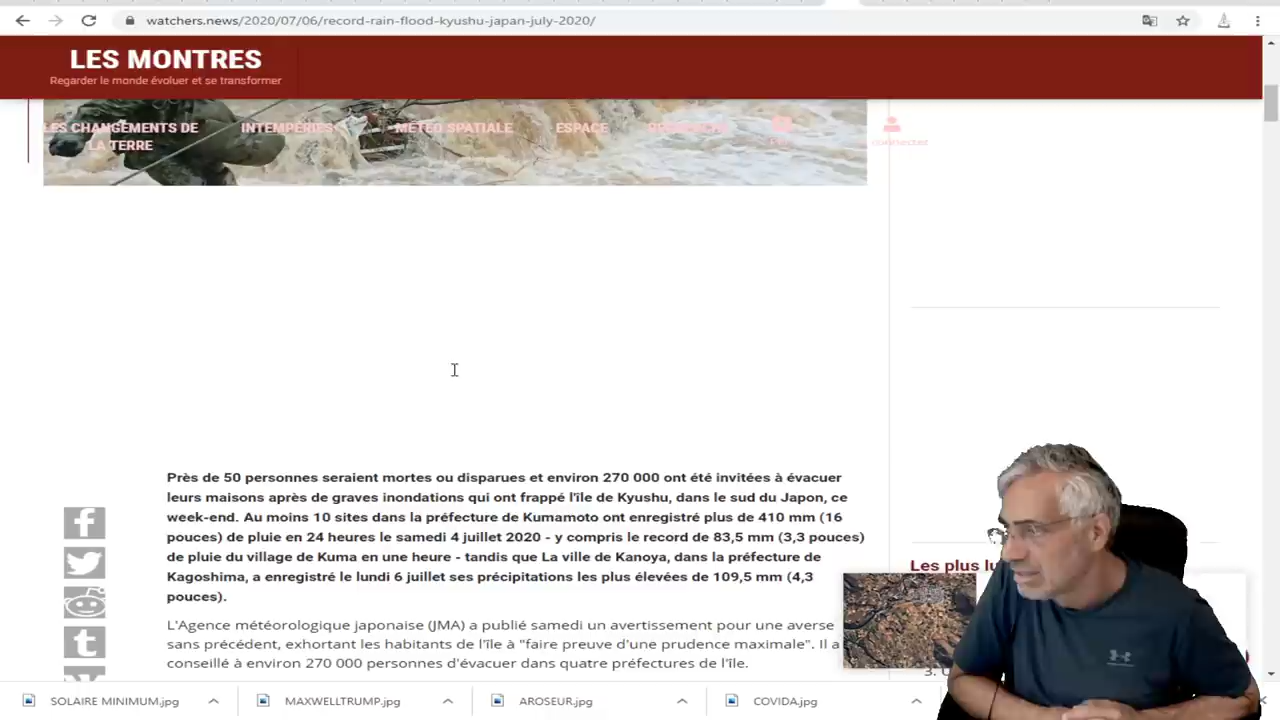 watchers.news/2020/07/06/record-rain-flood-kyushu-japan-july-2020/
LES MONTRES
Regarder le monde évoluer et se transformer
LES CHANGEMENTS DE
LA TERRE
INTEMPÉRIES
MÉTÉO SPATIALE
ESPACE
connecter
Près de 50 personnes seraient mortes ou disparues et environ 270 000 ont été invitées à évacuer
leurs maisons après de graves inondations qui ont frappé l'île de Kyushu, dans le sud du Japon, ce
week-end. Au moins 10 sites dans la préfecture de Kumamoto ont enregistré plus de 410 mm (16
pouces) de pluie en 24 heures le samedi 4 juillet 2020 - y compris le record de 83,5 mm (3,3 pouces)
de pluie du village de Kuma en une heure - tandis que La ville de Kanoya, dans la préfecture de
Kagoshima, a enregistré le lundi 6 juillet ses précipitations les plus élevées de 109,5 mm (4,3
pouces).
L'Agence météorologique japonaise (JMA) a publié samedi un avertissement pour une averse
sans précédent, exhortant les habitants de l'île à "faire preuve d'une prudence maximale". Il a
conseillé à environ 270 000 personnes d'évacuer dans quatre préfectures de l'île.
Les plus
3.
SOLAIRE MINIMUM.jpg
MAXWELLTRUMP.jpg
AROSEUR.jpg
COVIDA.jpg